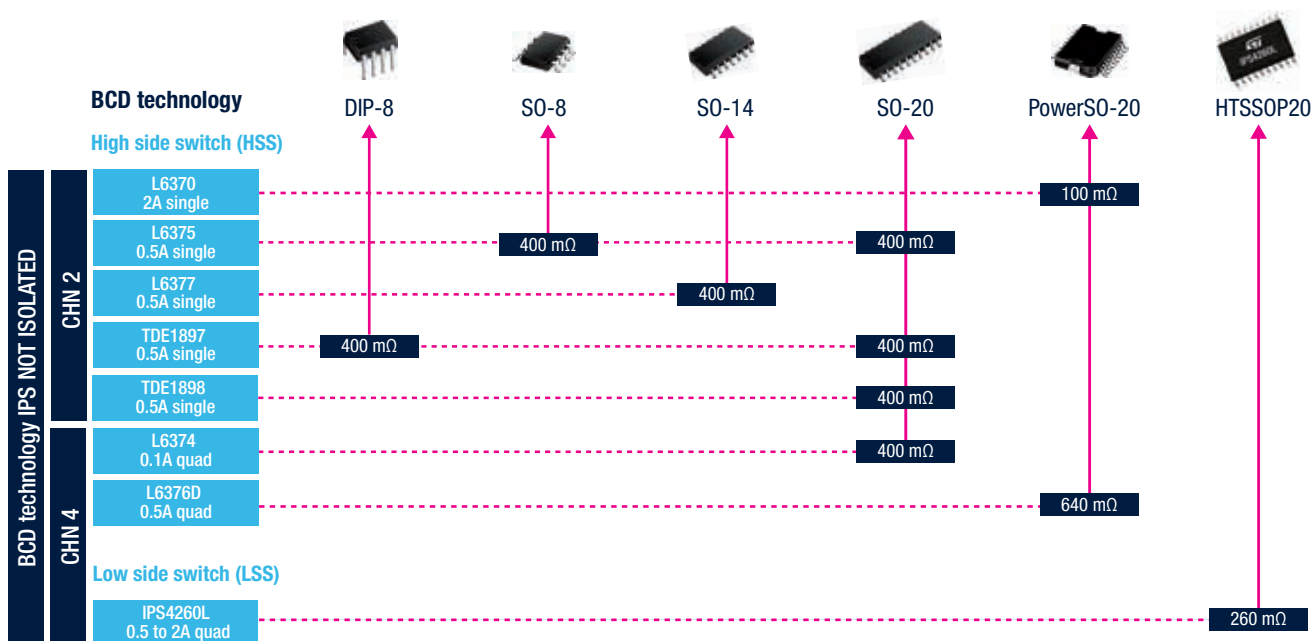 IPS4260L
BCD technology
DIP-8
SO-8
SO-14
SO-20
PowerSO-20
HTSSOP20
High side switch (HSS)
BCD technology IPS NOT ISOLATED
CHN 2
L6370
2A single
100 mΩ
L6375
0.5A single
400 mΩ
400 mΩ
L6377
0.5A single
400 mΩ
TDE1897
0.5A single
400 mΩ
400 mΩ
TDE1898
0.5A single
400 mΩ
CHN 4
L6374
0.1A quad
400 mΩ
L6376D
0.5A quad
640 mΩ
Low side switch (LSS)
IPS4260L
0.5 to 2A quad
260 mΩ